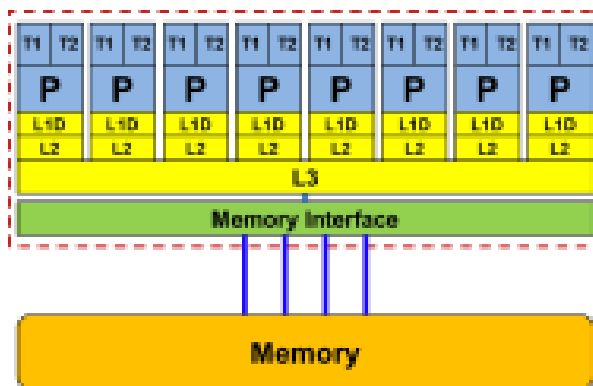 T1 T2 T1 T2 T1 T2 T1 T2 T1 T2 T1 T2 T1 T2 T1 T2
P P P P P P P P
L1D L1D L1D L1D L1D L1D L1D L1D
L2 L2 L2 L2 L2 L2 L2 L2
L3
Memory Interface
Memory